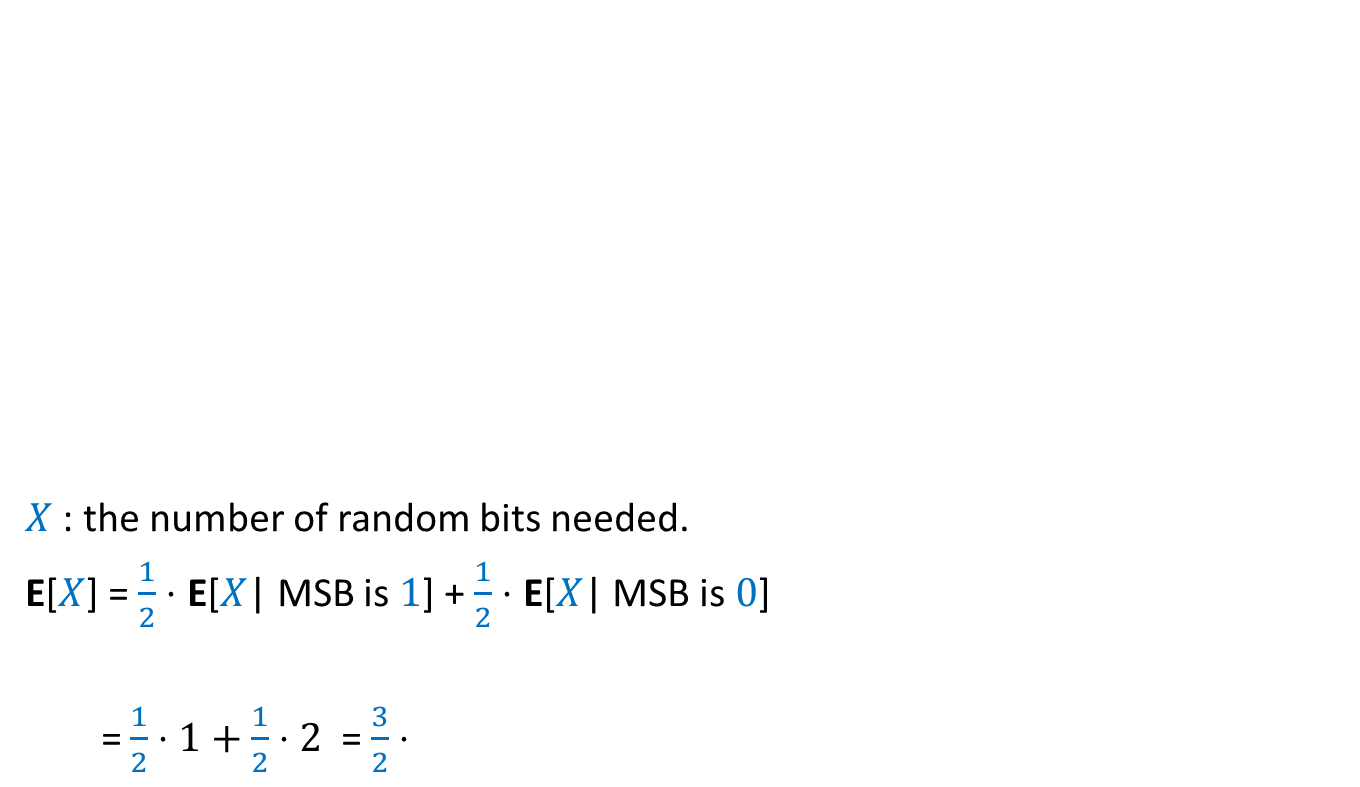 X : the number of random bits needed.
E[X] = 1/2 · E[X| MSB is 1] + 1/2 · E[X| MSB is 0]
= 1/2 · 1 + 1/2 · 2 = 3/2 ·